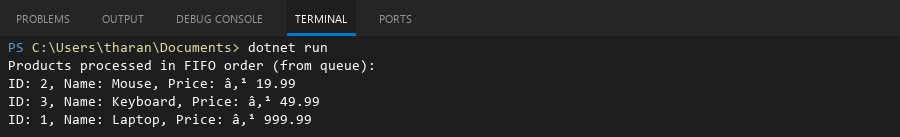 PROBLEMS OUTPUT DEBUG CONSOLE TERMINAL PORTS
PS C:\Users\tharan\Documents> dotnet run
Products processed in FIFO order (from queue):
ID: 2, Name: Mouse, Price: â‚¹ 19.99
ID: 3, Name: Keyboard, Price: â‚¹ 49.99
ID: 1, Name: Laptop, Price: â‚¹ 999.99